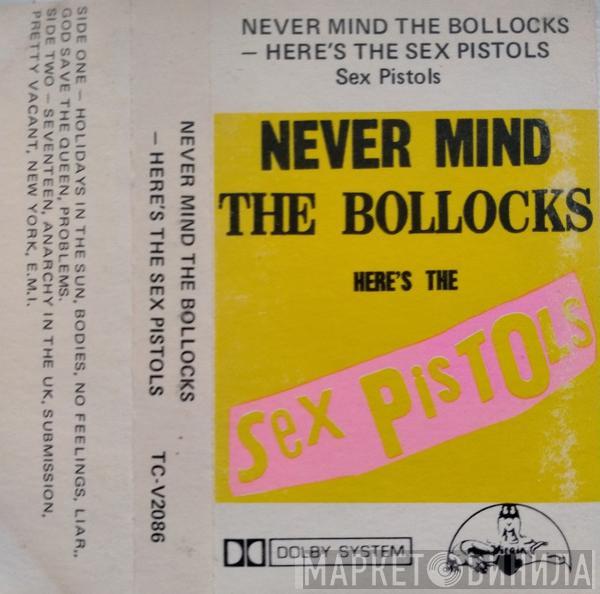 NEVER MIND THE BOLLOCKS
– HERE'S THE SEX PISTOLS
Sex Pistols
NEVER MIND
THE BOLLOCKS
HERE'S THE
Sex PisTOLS
DOLBY SYSTEM
Virgin
NEVER MIND THE BOLLOCKS
– HERE'S THE SEX PISTOLS TC-V2086
SIDE ONE – HOLIDAYS IN THE SUN, BODIES, NO FEELINGS, LIAR,,
GOD SAVE THE QUEEN, PROBLEMS.
SIDE TWO – SEVENTEEN, ANARCHY IN THE UK, SUBMISSION,
PRETTY VACANT, NEW YORK, E.M.I.
МАРКЕТ ВИНИЛА